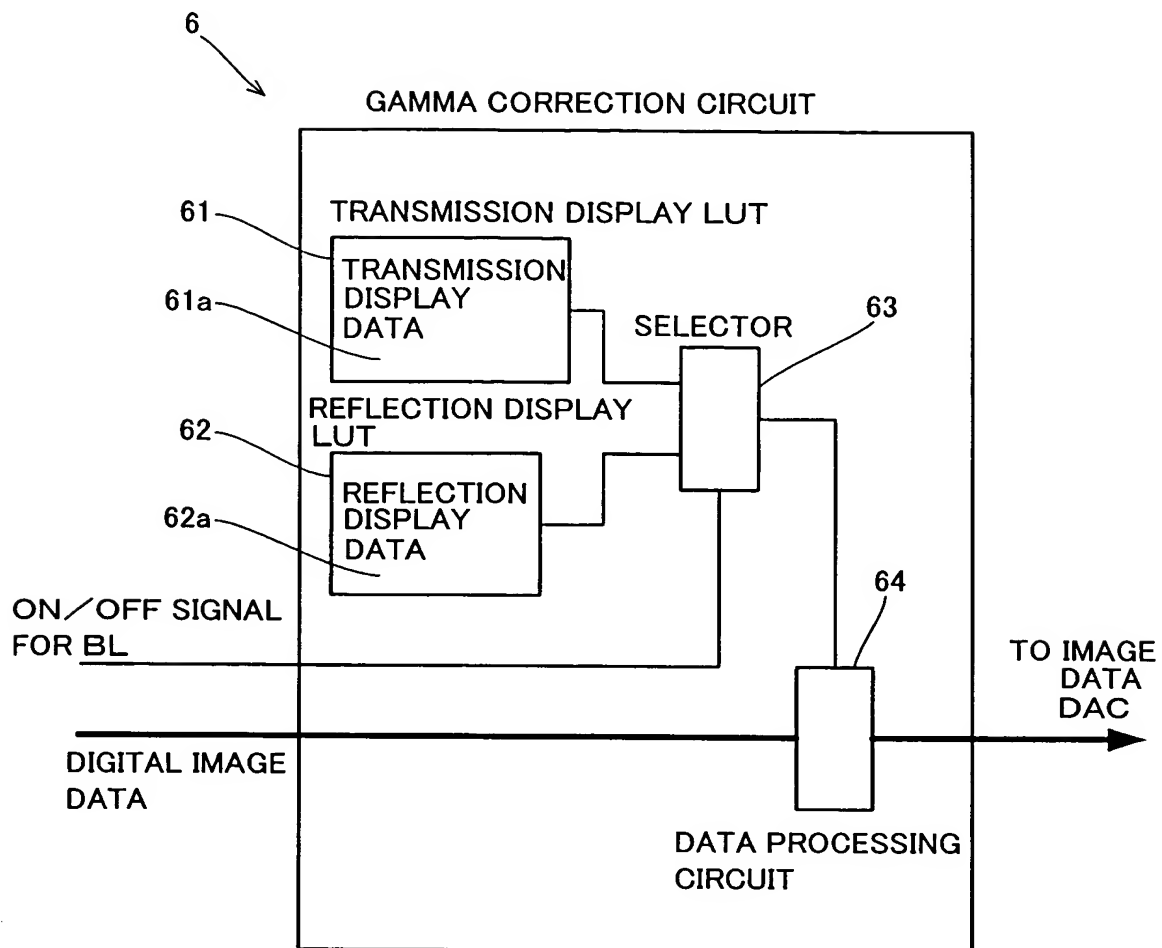 6
GAMMA CORRECTION CIRCUIT
61
TRANSMISSION DISPLAY LUT
TRANSMISSION
DISPLAY
DATA
61a
SELECTOR
63
REFLECTION DISPLAY
LUT
62
REFLECTION
DISPLAY
DATA
62a
64
ON/OFF SIGNAL
FOR BL
TO IMAGE
DATA
DAC
DIGITAL IMAGE
DATA
DATA PROCESSING
CIRCUIT